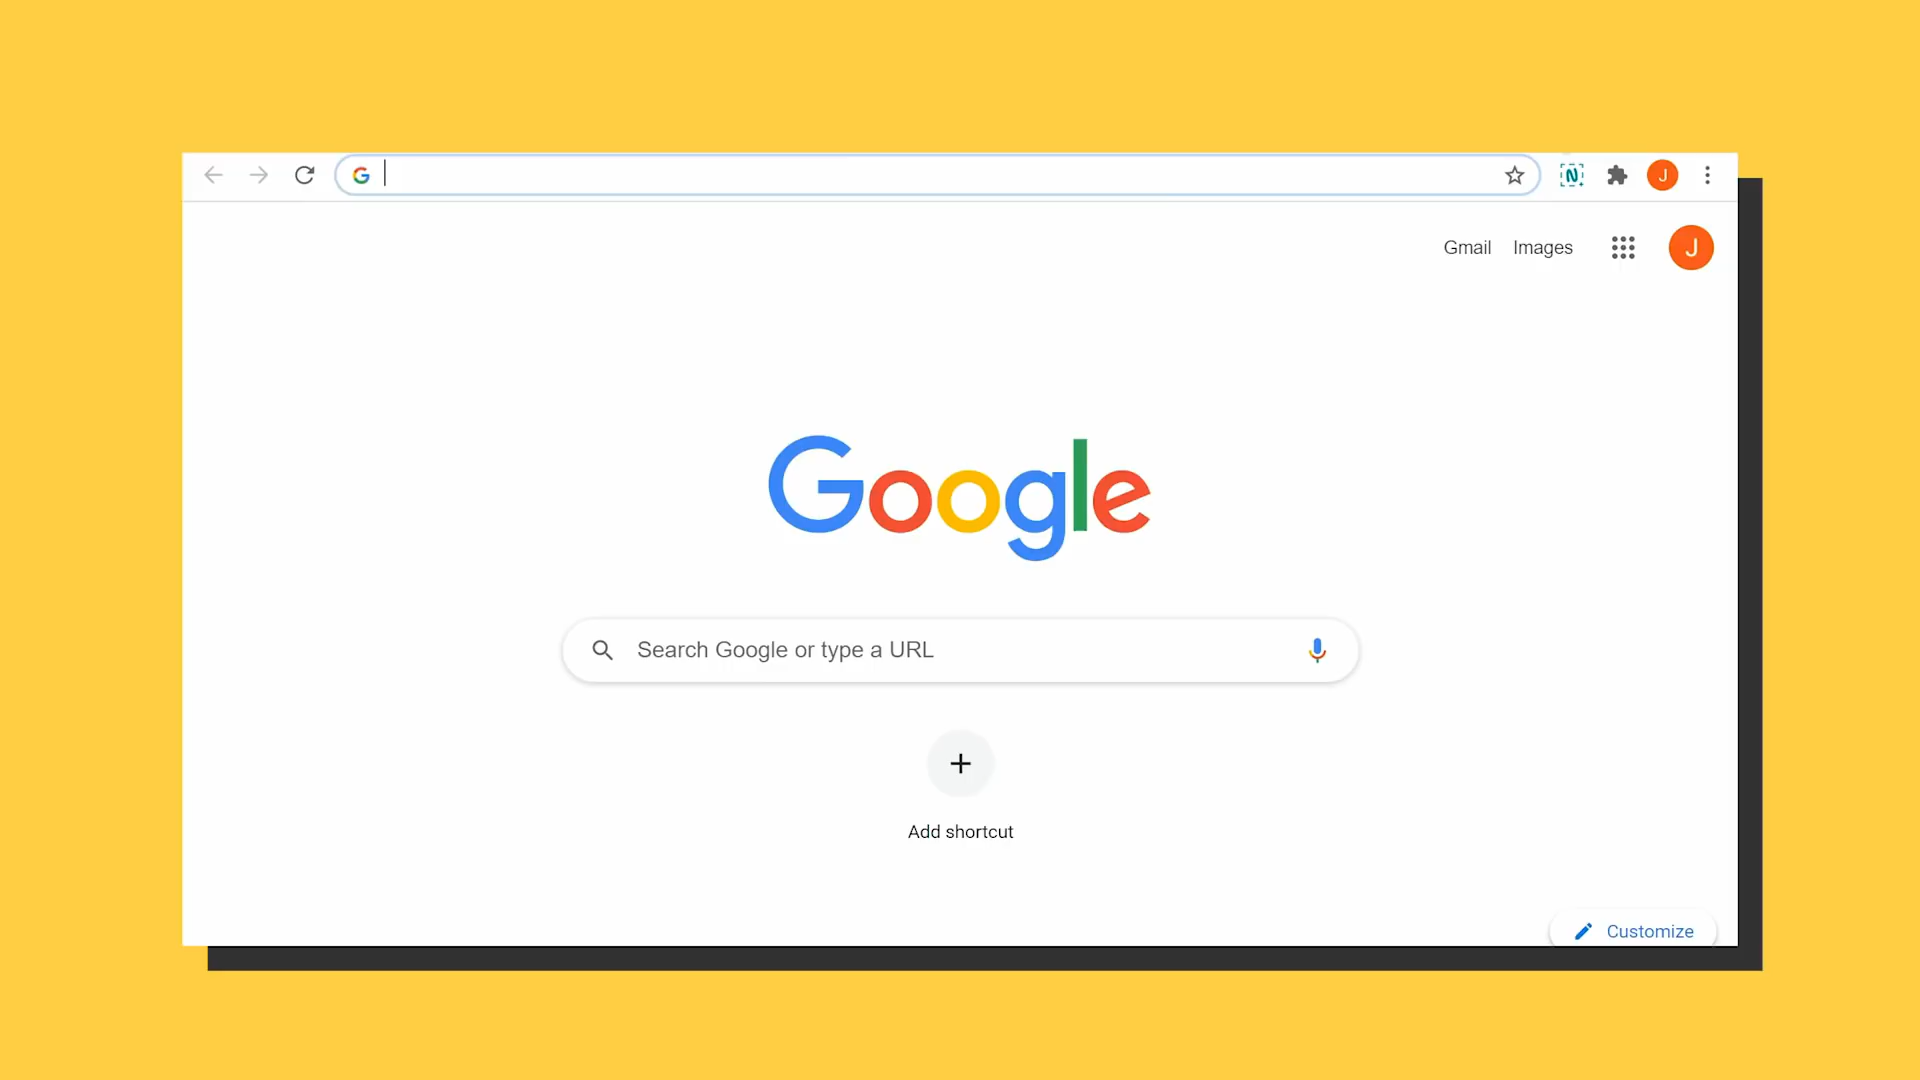 J
Gmail Images
J
Google
Search Google or type a URL
Add shortcut
Customize